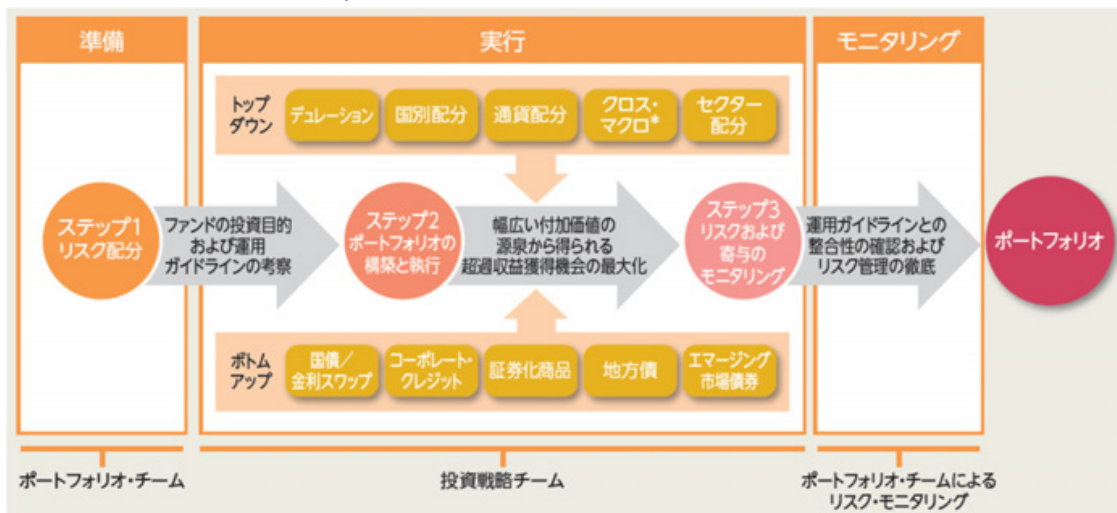 準備
実行
モニタリング
トップ
ダウン
デュレーション
国別配分
通貨配分
クロス・
マクロ*
セクター
配分
ステップ1
リスク配分
ファンドの投資目的
および運用
ガイドラインの考察
ステップ2
ポートフォリオの
構築と執行
幅広い付加価値の
源泉から得られる
超過収益獲得機会の最大化
ステップ3
リスクおよび
寄与の
モニタリング
運用ガイドラインとの
整合性の確認および
リスク管理の徹底
ポートフォリオ
ボトム
アップ
国債/
金利スワップ
コーポレート・
クレジット
証券化商品
地方債
エマージング
市場債券
ポートフォリオ・チーム
投資戦略チーム
ポートフォリオ・チームによる
リスク・モニタリング